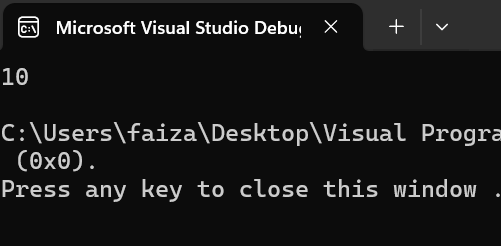 Microsoft Visual Studio Debu
10
C:\Users\faiza\Desktop\Visual Progra
(0x0).
Press any key to close this window .